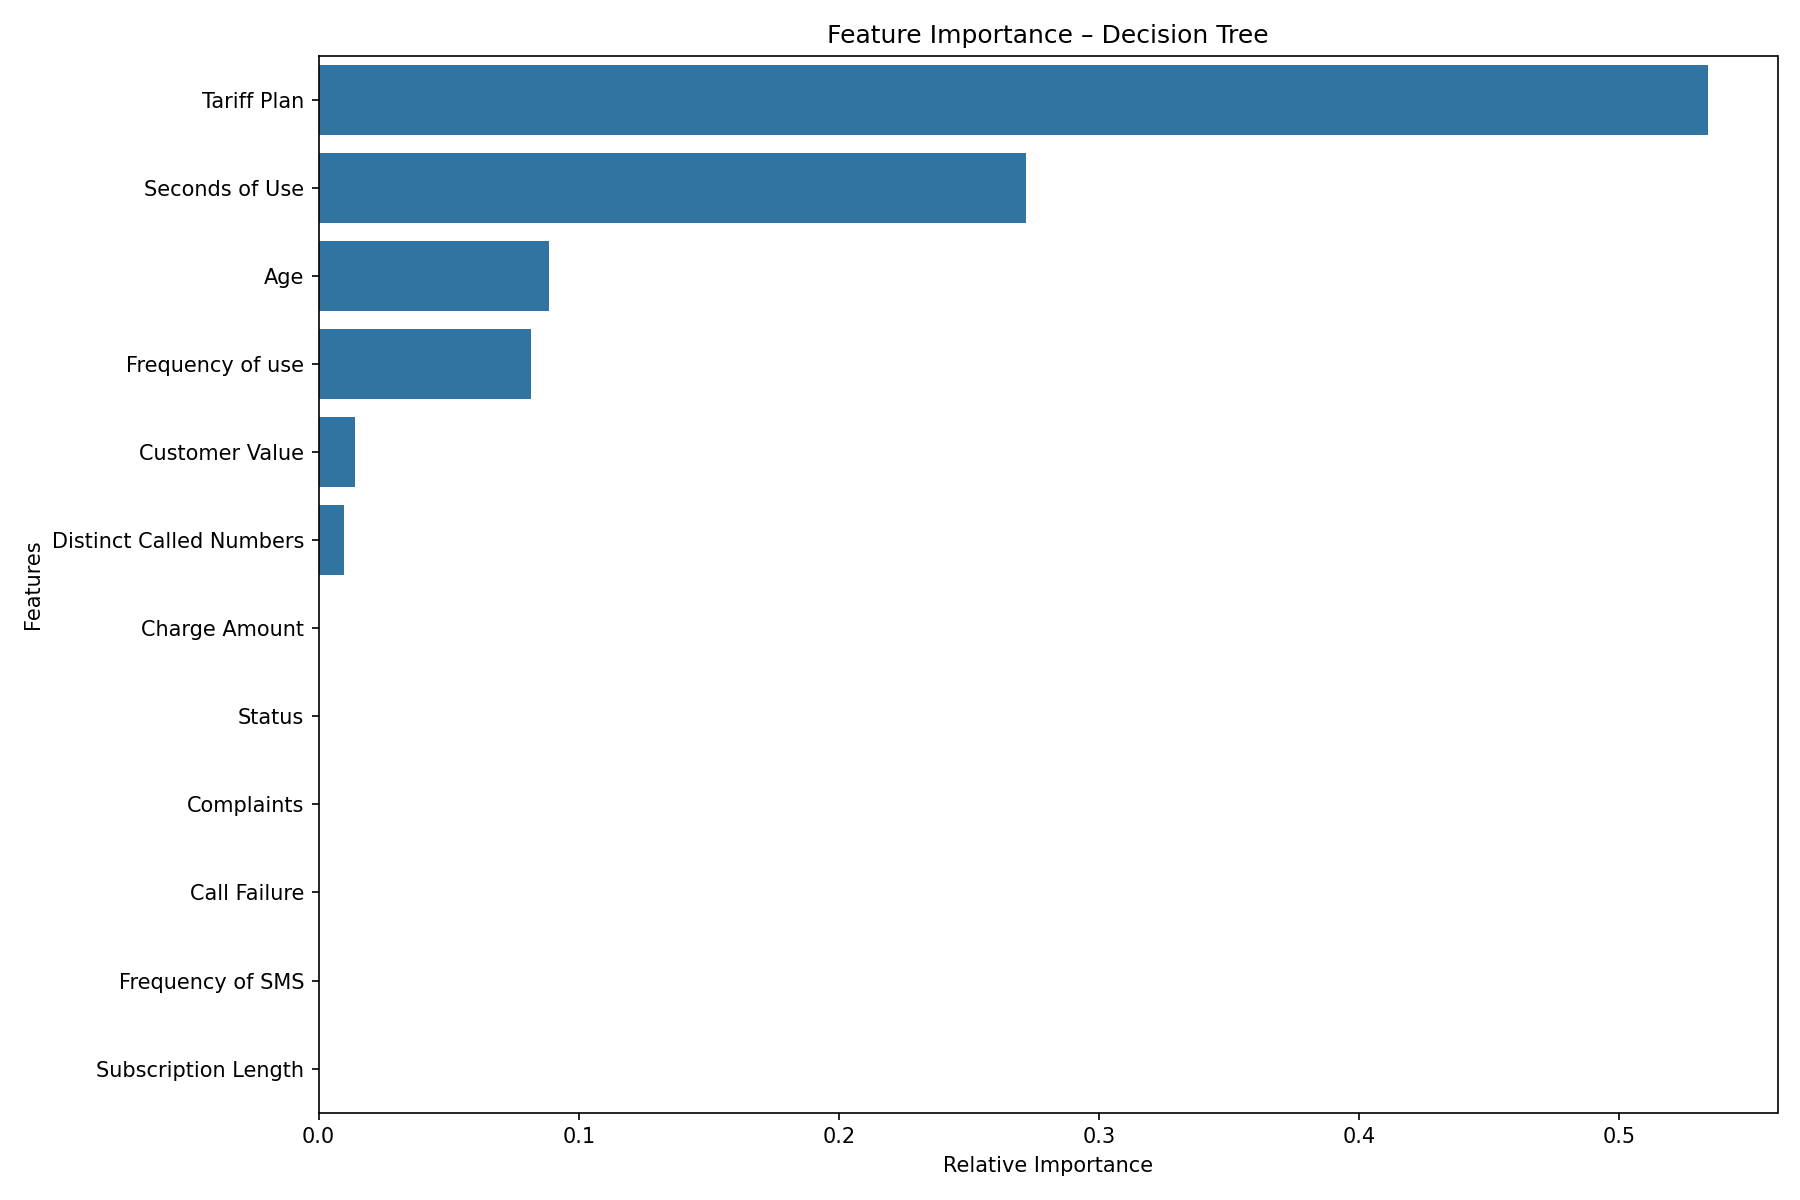 Feature Importance – Decision Tree
Tariff Plan
Seconds of Use
Age
Frequency of use
Customer Value
Distinct Called Numbers
Charge Amount
Status
Complaints
Call Failure
Frequency of SMS
Subscription Length
Features
0.0 0.1 0.2 0.3 0.4 0.5
Relative Importance